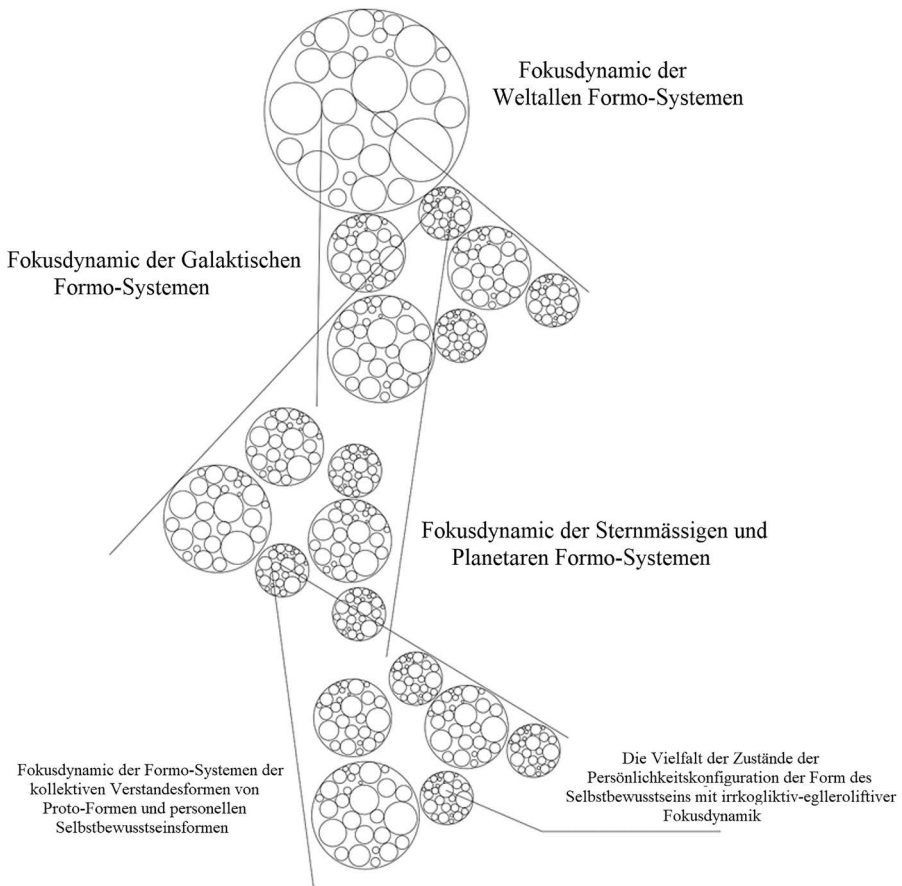 Fokusdynamic der
Weltallen Formo-Systemen
Fokusdynamic der Galaktischen
Formo-Systemen
Fokusdynamic der Sternmässigen und
Planetaren Formo-Systemen
Fokusdynamic der Formo-Systemen der
kollektiven Verstandesformen von
Proto-Formen und personellen
Selbstbewusstseinsformen
Die Vielfalt der Zustände der
Persönlichkeitskonfiguration der Form des
Selbstbewusstseins mit irrkogliktiv-eglleroliftiver
Fokusdynamik